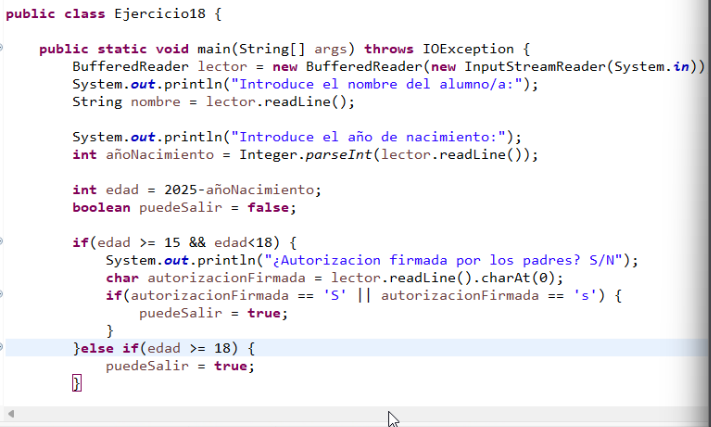 public class Ejercicio18 {
public static void main(String[] args) throws IOException {
BufferedReader lector = new BufferedReader(new InputStreamReader(System.in))
System.out.println("Introduce el nombre del alumno/a:");
String nombre = lector.readLine();
System.out.println("Introduce el año de nacimiento:");
int añoNacimiento = Integer.parseInt(lector.readLine());
int edad = 2025-añoNacimiento;
boolean puedeSalir = false;
if(edad >= 15 && edad<18) {
System.out.println("¿Autorizacion firmada por los padres? S/N");
char autorizacionFirmada = lector.readLine().charAt(0);
if(autorizacionFirmada == 'S' || autorizacionFirmada == 's') {
puedeSalir = true;
}
}else if(edad >= 18) {
puedeSalir = true;
}